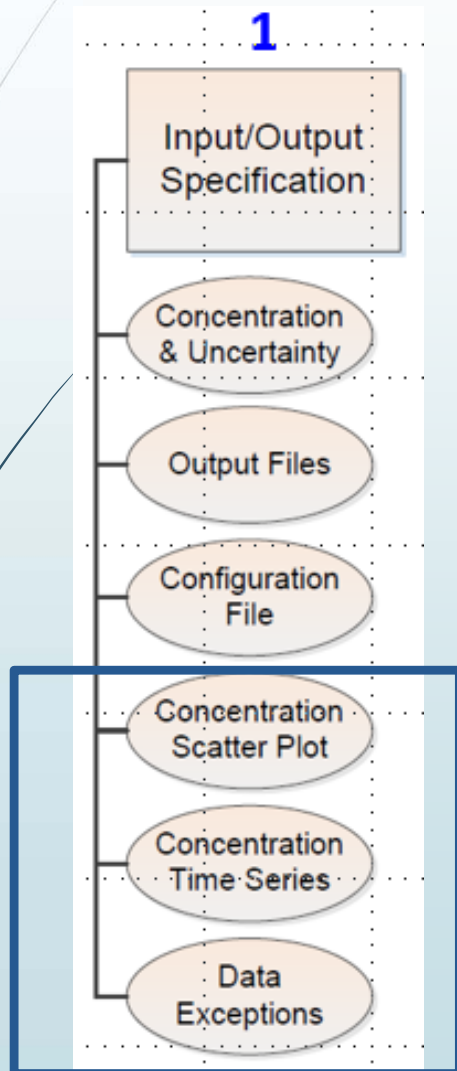 1
Input/Output
Specification
Concentration
& Uncertainty
Output Files
Configuration
File
Concentration
Scatter Plot
Concentration
Time Series
Data
Exceptions